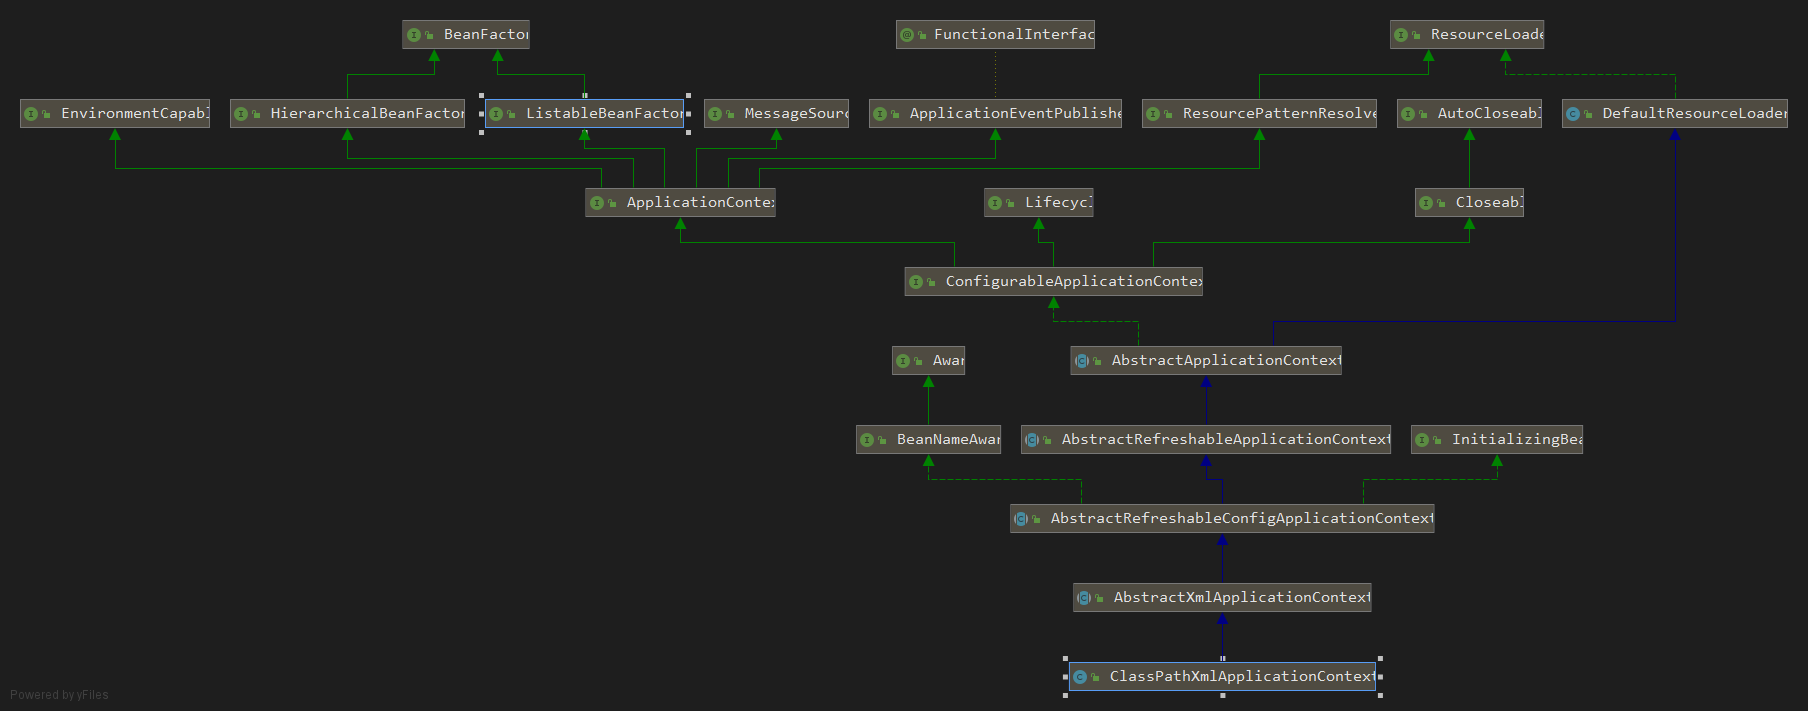 BeanFactor
FunctionalInterfac
ResourceLoade
EnvironmentCapabl
HierarchicalBeanFactor
ListableBeanFactor
MessageSourc
ApplicationEventPublishe
ResourcePatternResolve
AutoCloseabl
DefaultResourceLoader
ApplicationContex
Lifecycl
Closeabl
ConfigurableApplicationContex
Awar
AbstractApplicationContext
BeanNameAwar
AbstractRefreshableApplicationContext
InitializingBea
AbstractRefreshableConfigApplicationContext
AbstractXmlApplicationContext
ClassPathXmlApplicationContext
Powered by yFiles